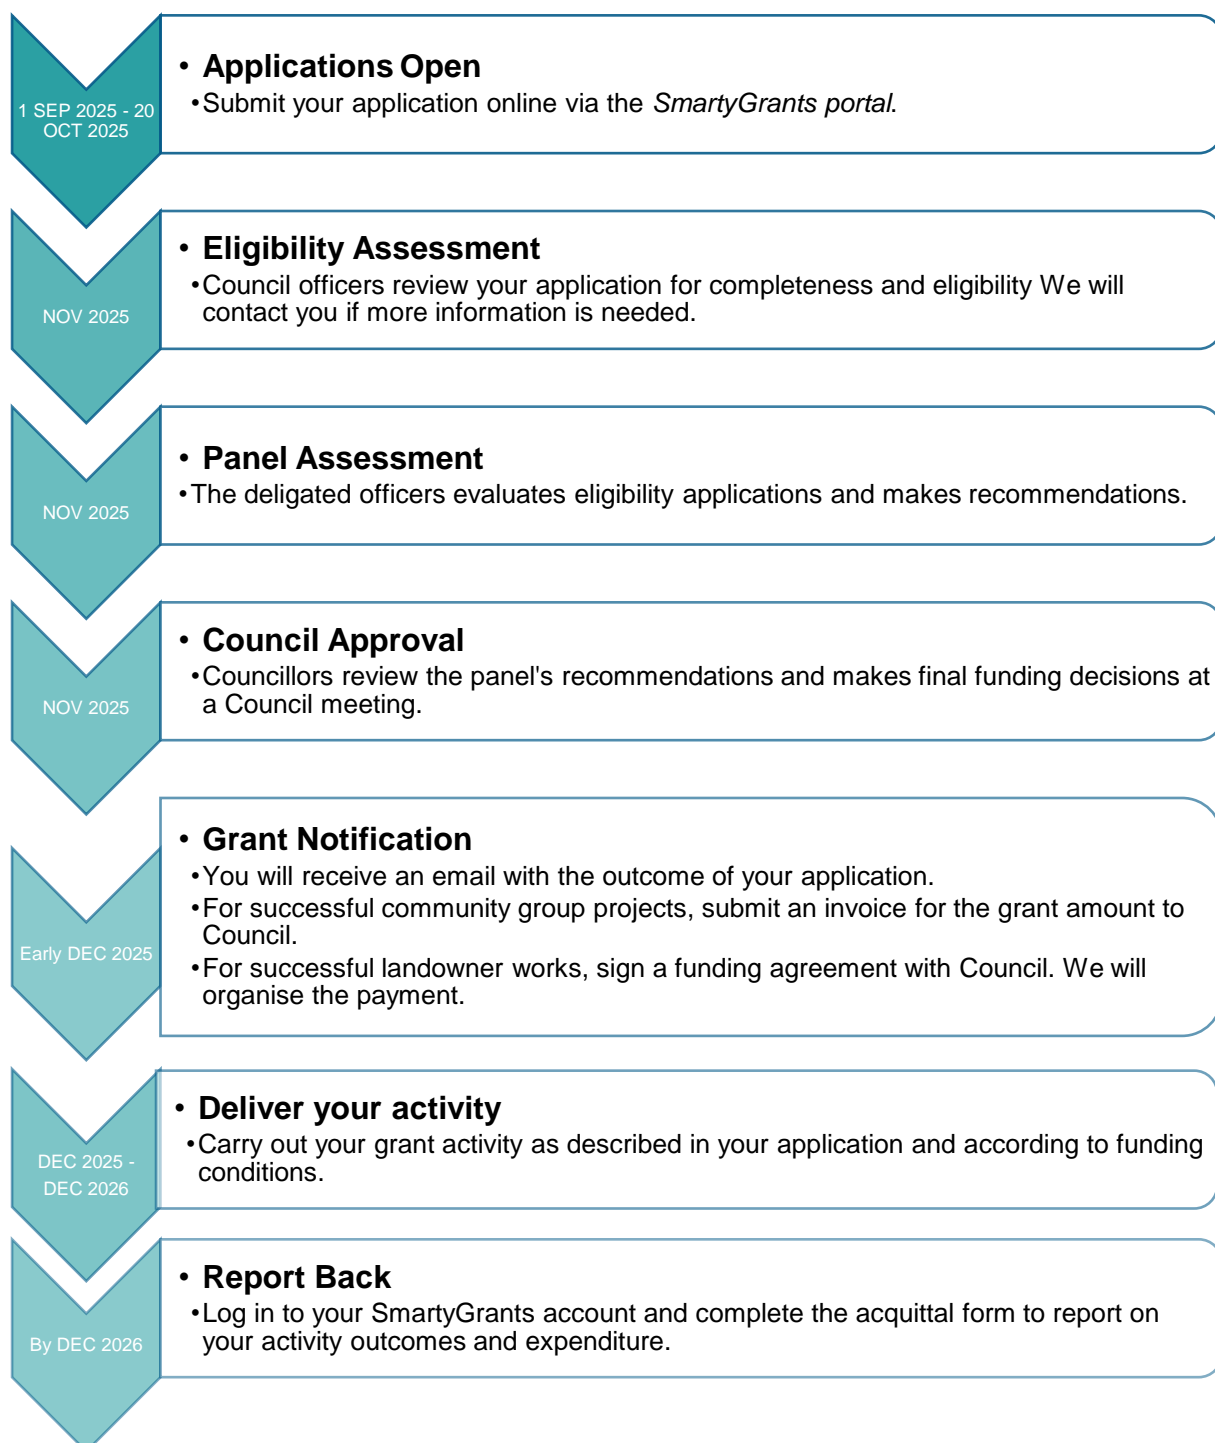 1 SEP 2025 - 20
OCT 2025
• Applications Open
•Submit your application online via the SmartyGrants portal.
NOV 2025
• Eligibility Assessment
•Council officers review your application for completeness and eligibility We will
contact you if more information is needed.
NOV 2025
• Panel Assessment
•The deligated officers evaluates eligibility applications and makes recommendations.
NOV 2025
• Council Approval
•Councillors review the panel's recommendations and makes final funding decisions at
a Council meeting.
Early DEC 2025
• Grant Notification
•You will receive an email with the outcome of your application.
•For successful community group projects, submit an invoice for the grant amount to
Council.
•For successful landowner works, sign a funding agreement with Council. We will
organise the payment.
DEC 2025 -
DEC 2026
• Deliver your activity
•Carry out your grant activity as described in your application and according to funding
conditions.
By DEC 2026
• Report Back
•Log in to your SmartyGrants account and complete the acquittal form to report on
your activity outcomes and expenditure.